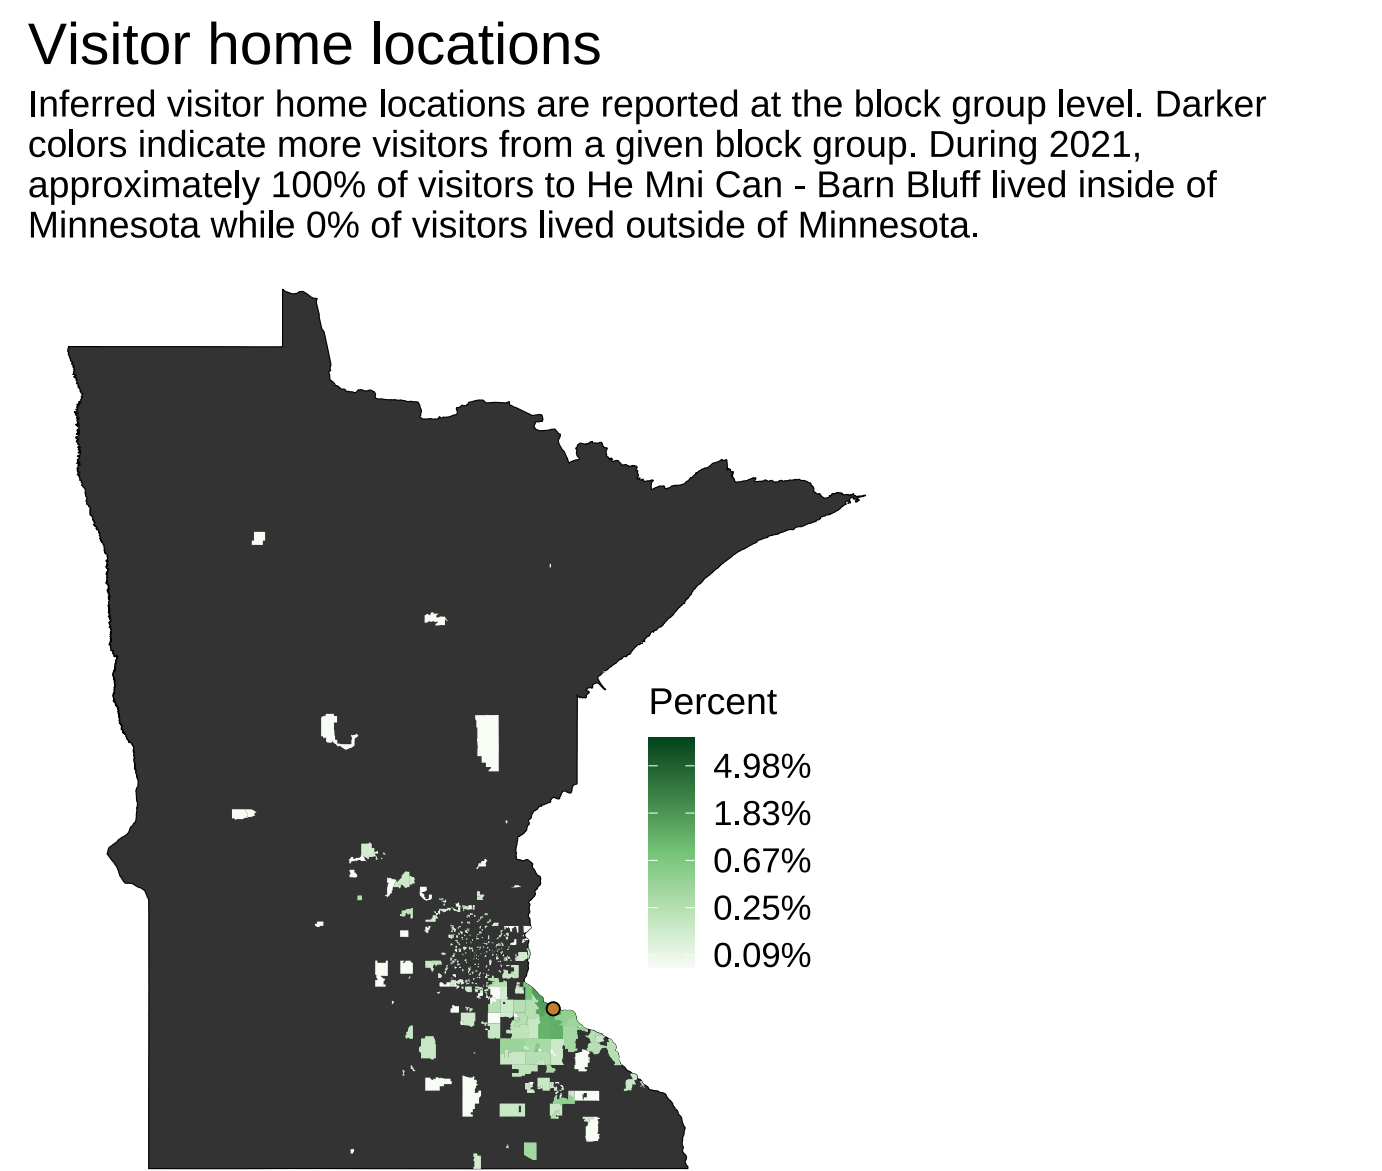 Visitor home locations
Inferred visitor home locations are reported at the block group level. Darker
colors indicate more visitors from a given block group. During 2021,
approximately 100% of visitors to He Mni Can - Barn Bluff lived inside of
Minnesota while 0% of visitors lived outside of Minnesota.
Percent
4.98%
1.83%
0.67%
0.25%
0.09%